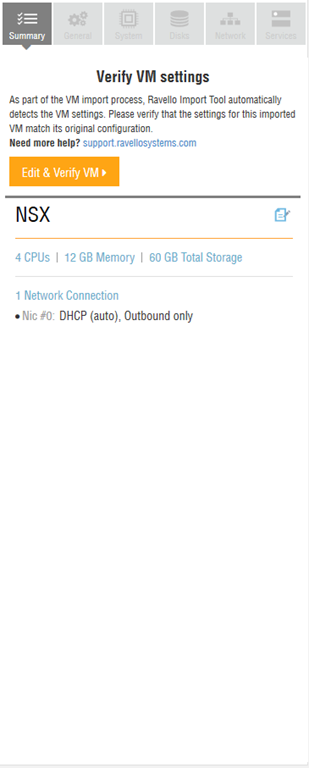 Summary
General
System
Disks
Network
Services
Verify VM settings
As part of the VM import process, Ravello Import Tool automatically
detects the VM settings. Please verify that the settings for this imported
VM match its original configuration.
Need more help? support.ravellosystems.com
Edit & Verify VM
NSX
4 CPUs | 12 GB Memory | 60 GB Total Storage
1 Network Connection
• Nic #0: DHCP (auto), Outbound only